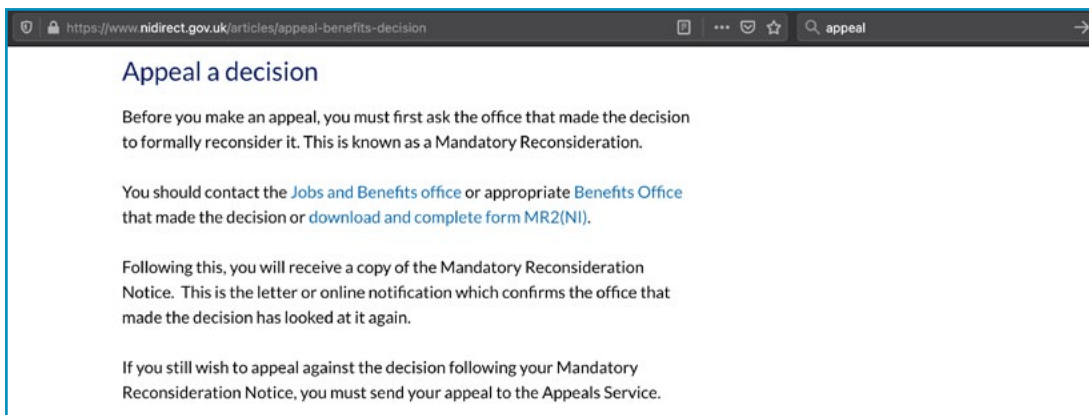 https://www.nidirect.gov.uk/articles/appeal-benefits-decision
appeal
Appeal a decision
Before you make an appeal, you must first ask the office that made the decision
to formally reconsider it. This is known as a Mandatory Reconsideration.
You should contact the Jobs and Benefits office or appropriate Benefits Office
that made the decision or download and complete form MR2(NI).
Following this, you will receive a copy of the Mandatory Reconsideration
Notice.  This is the letter or online notification which confirms the office that
made the decision has looked at it again.
If you still wish to appeal against the decision following your Mandatory
Reconsideration Notice, you must send your appeal to the Appeals Service.